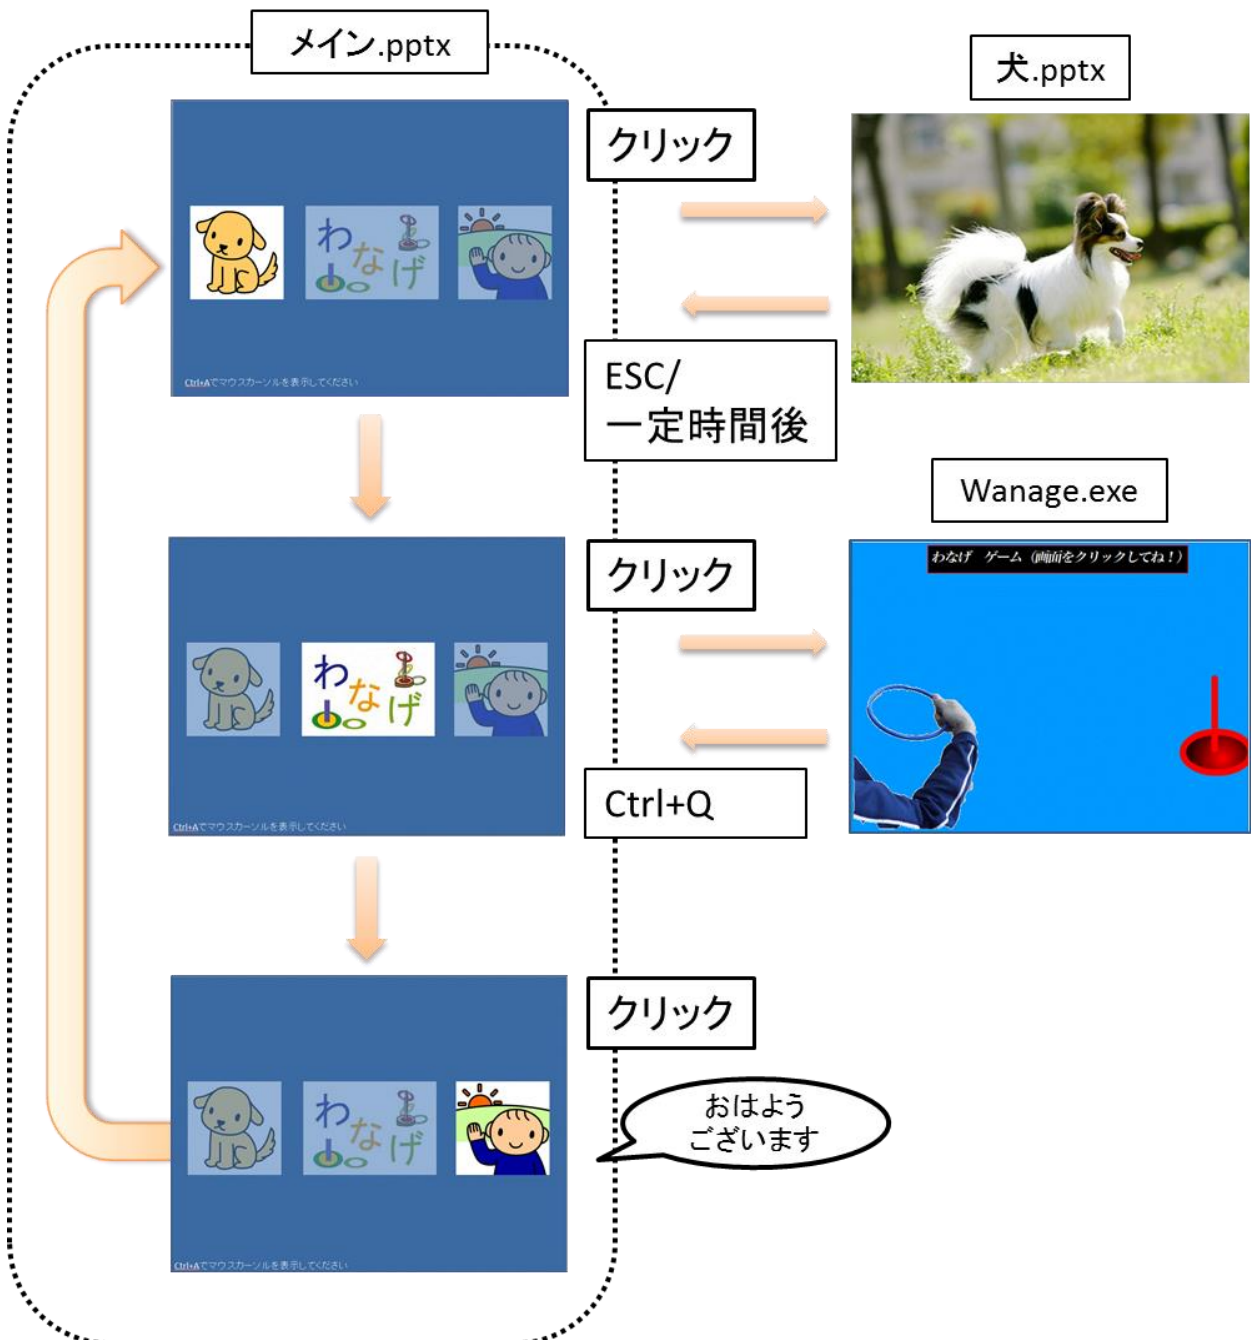 メイン.pptx
犬.pptx
クリック
わなげ
Ctrl+Aでマウスカーソルを表示してください
ESC/
一定時間後
Wanage.exe
クリック
わなげ ゲーム（画面をクリックしてね！）
わなげ
Ctrl+Aでマウスカーソルを表示してください
Ctrl+Q
クリック
わなげ
おはよう
ございます
Ctrl+Aでマウスカーソルを表示してください